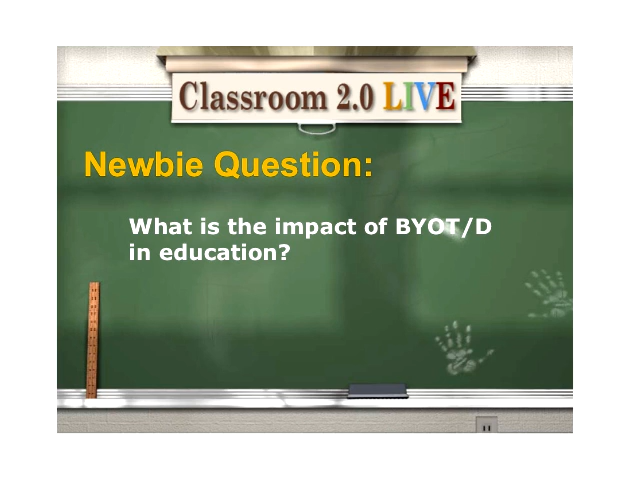 Classroom 2.0 LIVE
Newbie Question:
What is the impact of BYOT/D
in education?